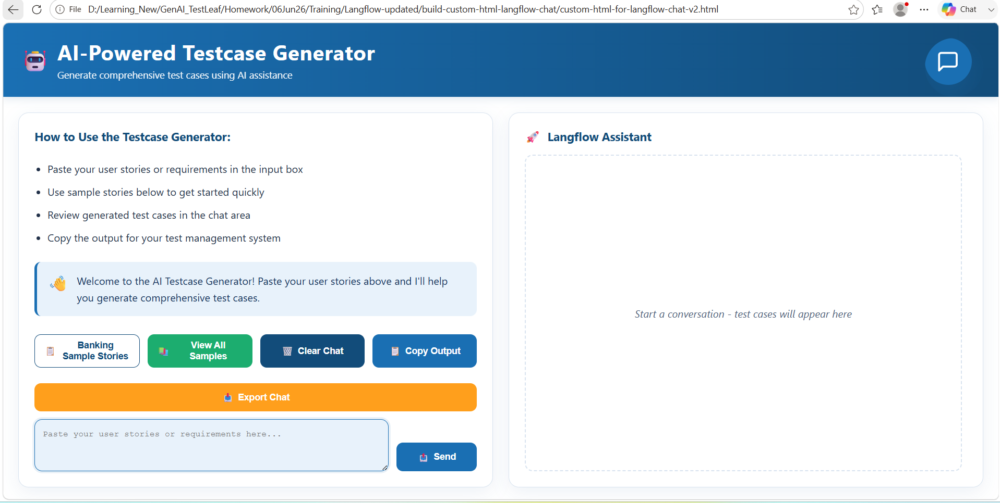 File D:/Learning_New/GenAI_TestLeaf/Homework/06Jun26/Training/Langflow-updated/build-custom-html-langflow-chat/custom-html-for-langflow-chat-v2.html
Chat
AI-Powered Testcase Generator
Generate comprehensive test cases using AI assistance
How to Use the Testcase Generator:
• Paste your user stories or requirements in the input box
• Use sample stories below to get started quickly
• Review generated test cases in the chat area
• Copy the output for your test management system
Welcome to the AI Testcase Generator! Paste your user stories above and I'll help
you generate comprehensive test cases.
Banking
Sample Stories
View All
Samples
Clear Chat
Copy Output
Export Chat
Paste your user stories or requirements here...
Send
Langflow Assistant
Start a conversation - test cases will appear here